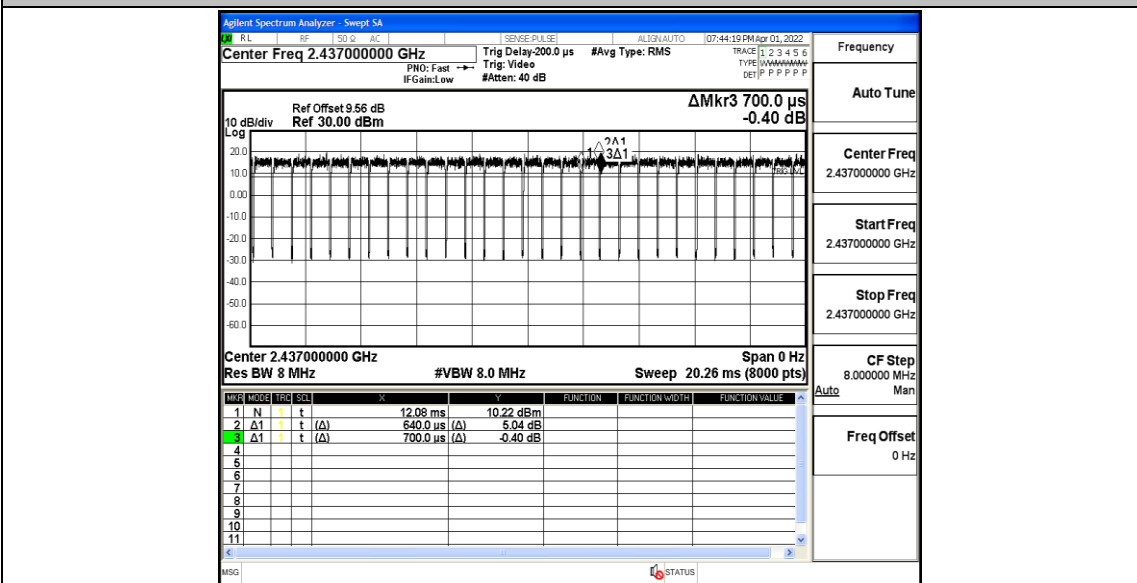 Agilent Spectrum Analyzer - Swept SA
RL RF 50 Ω AC SENSE:PULSE ALIGNAUTO 07:44:19 PM Apr 01, 2022
Center Freq 2.437000000 GHz
PNO: Fast
IFGain:Low
Trig Delay-200.0 µs
Trig: Video
#Atten: 40 dB
#Avg Type: RMS
TRACE 1 2 3 4 5 6
TYPE
DET P P P P P P
10 dB/div
Log
Ref Offset 9.56 dB
Ref 30.00 dBm
ΔMkr3 700.0 µs
-0.40 dB
20.0
10.0
0.00
-10.0
-20.0
-30.0
-40.0
-50.0
-60.0
1 2Δ1
3Δ1
TRIG LVL
Center 2.437000000 GHz
Res BW 8 MHz
#VBW 8.0 MHz
Span 0 Hz
Sweep 20.26 ms (8000 pts)
MKR MODE TRC SCL X Y FUNCTION FUNCTION WIDTH FUNCTION VALUE
1 N 1 t 12.08 ms 10.22 dBm
2 Δ1 1 t (Δ) 640.0 µs (Δ) 5.04 dB
3 Δ1 1 t (Δ) 700.0 µs (Δ) -0.40 dB
4
5
6
7
8
9
10
11
MSG
STATUS
Frequency
Auto Tune
Center Freq
2.437000000 GHz
Start Freq
2.437000000 GHz
Stop Freq
2.437000000 GHz
CF Step
8.000000 MHz
Auto Man
Freq Offset
0 Hz